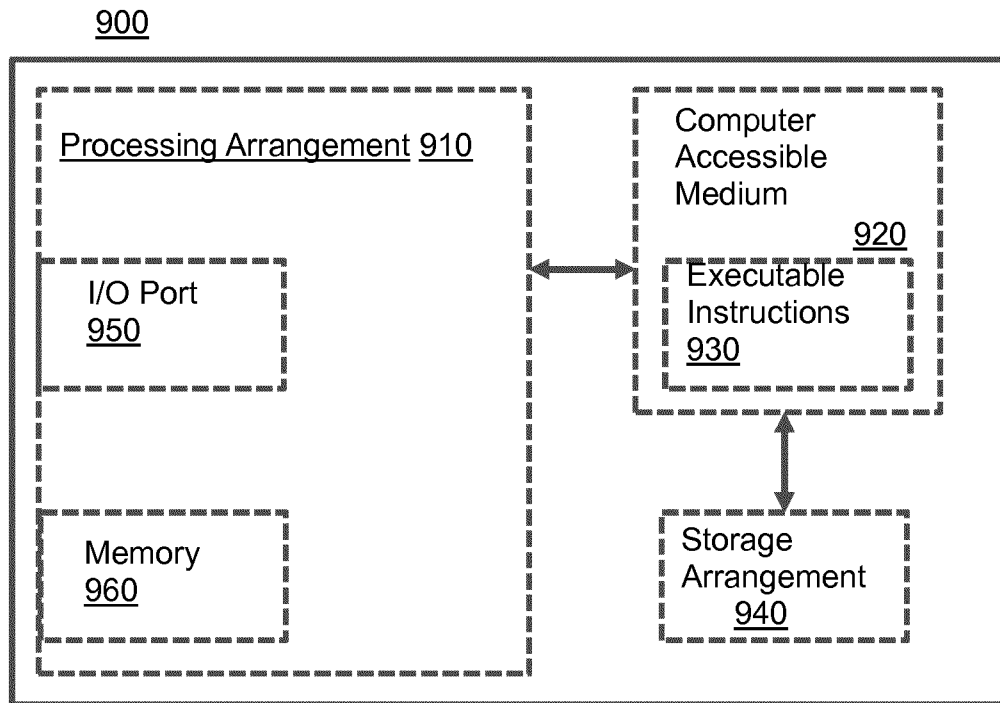 900
Processing Arrangement 910
I/O Port
950
Memory
960
Computer
Accessible
Medium
920
Executable
Instructions
930
Storage
Arrangement
940